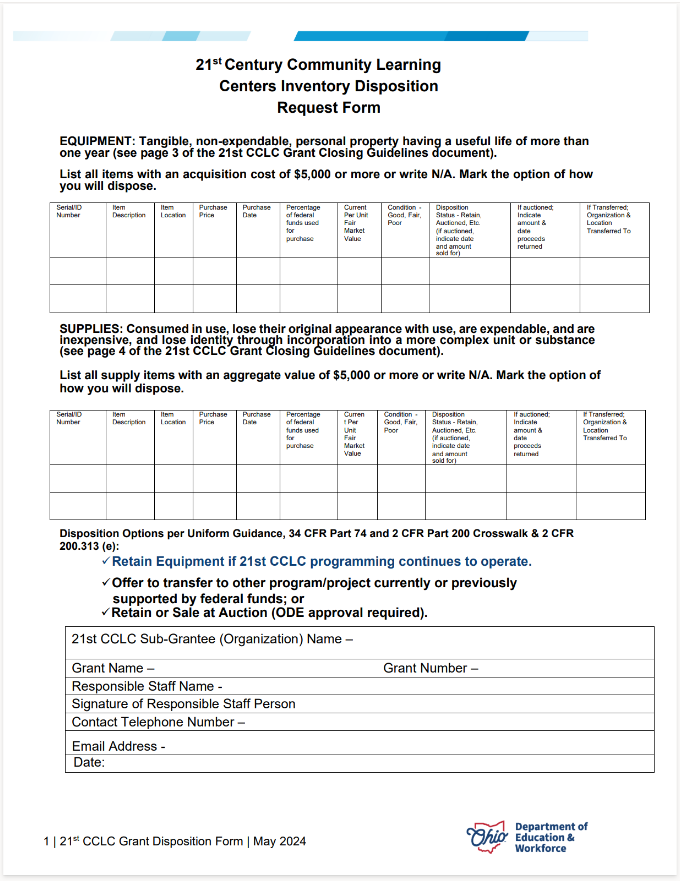 21st Century Community Learning
Centers Inventory Disposition
Request Form
EQUIPMENT: Tangible, non-expendable, personal property having a useful life of more than
one year (see page 3 of the 21st CCLC Grant Closing Guidelines document).
List all items with an acquisition cost of $5,000 or more or write N/A. Mark the option of how
you will dispose.
Serial/ID
Number
Item
Description
Item
Location
Purchase
Price
Purchase
Date
Percentage
of federal
funds used
for
purchase
Current
Per Unit
Fair
Market
Value
Condition -
Good, Fair,
Poor
Disposition
Status - Retain,
Auctioned, Etc.
(if auctioned,
indicate date
and amount
sold for)
If auctioned;
Indicate
amount &
date
proceeds
returned
If Transferred;
Organization &
Location
Transferred To
SUPPLIES: Consumed in use, lose their original appearance with use, are expendable, and are
inexpensive, and lose identity through incorporation into a more complex unit or substance
(see page 4 of the 21st CCLC Grant Closing Guidelines document).
List all supply items with an aggregate value of $5,000 or more or write N/A. Mark the option of
how you will dispose.
Serial/ID
Number
Item
Description
Item
Location
Purchase
Price
Purchase
Date
Percentage
of federal
funds used
for
purchase
Curren
t Per
Unit
Fair
Market
Value
Condition -
Good, Fair,
Poor
Disposition
Status - Retain,
Auctioned, Etc.
(if auctioned,
indicate date
and amount
sold for)
If auctioned;
Indicate
amount &
date
proceeds
returned
If Transferred;
Organization &
Location
Transferred To
Disposition Options per Uniform Guidance, 34 CFR Part 74 and 2 CFR Part 200 Crosswalk & 2 CFR
200.313 (e):
✓Retain Equipment if 21st CCLC programming continues to operate.
✓Offer to transfer to other program/project currently or previously
supported by federal funds; or
✓Retain or Sale at Auction (ODE approval required).
21st CCLC Sub-Grantee (Organization) Name –
Grant Name – Grant Number –
Responsible Staff Name -
Signature of Responsible Staff Person
Contact Telephone Number –
Email Address -
Date:
1 | 21st CCLC Grant Disposition Form | May 2024
Ohio
Department of
Education &
Workforce